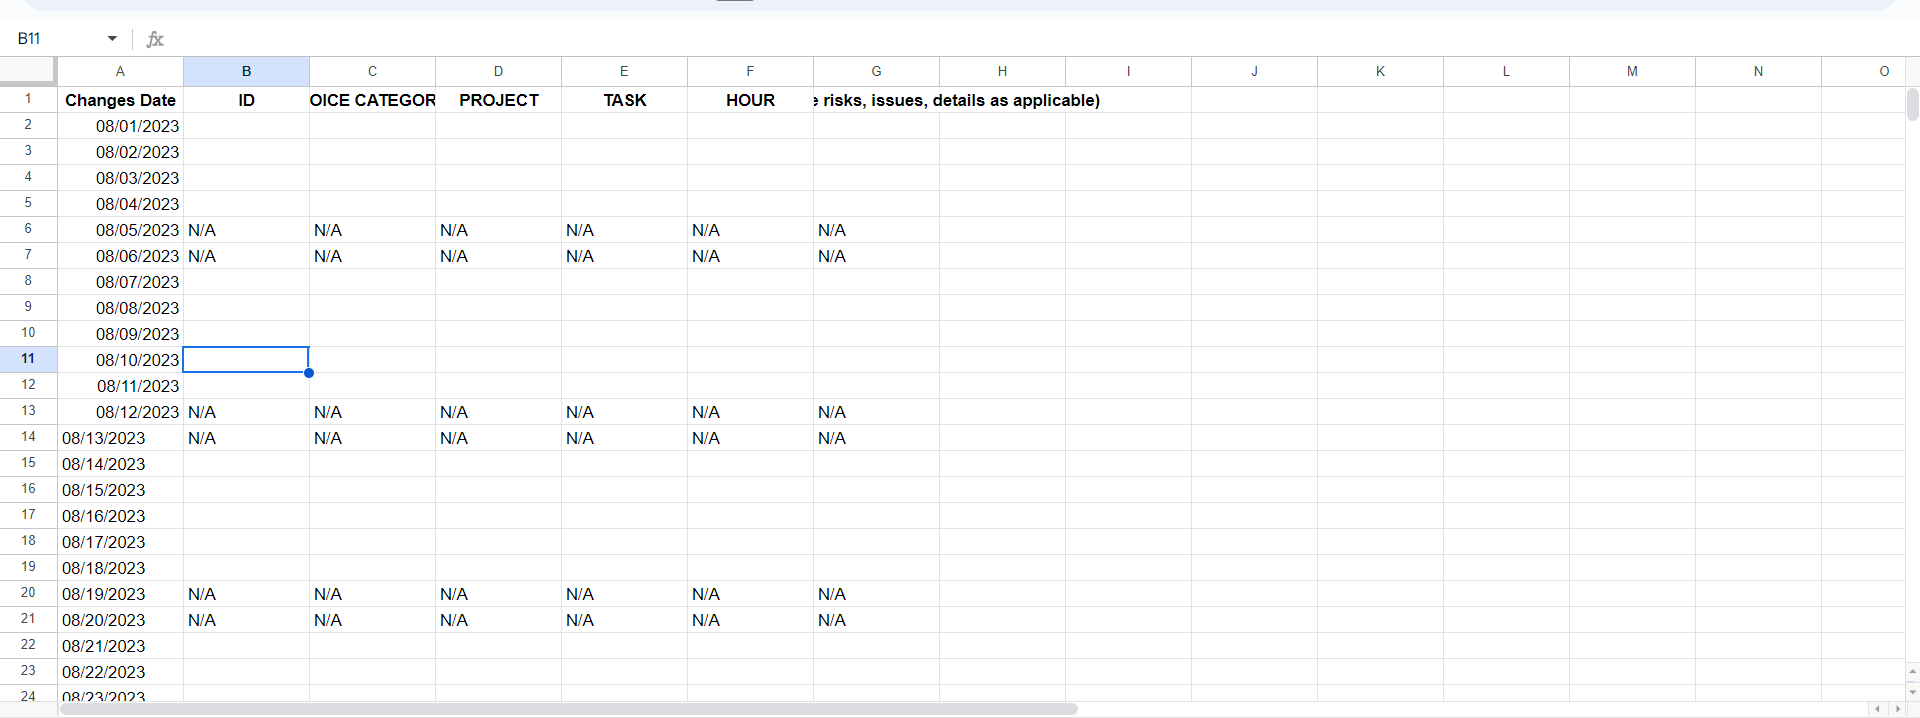 B11 fx
A B C D E F G H I J K L M N O
1 Changes Date ID OICE CATEGOR PROJECT TASK HOUR e risks, issues, details as applicable)
2 08/01/2023
3 08/02/2023
4 08/03/2023
5 08/04/2023
6 08/05/2023 N/A N/A N/A N/A N/A N/A
7 08/06/2023 N/A N/A N/A N/A N/A N/A
8 08/07/2023
9 08/08/2023
10 08/09/2023
11 08/10/2023
12 08/11/2023
13 08/12/2023 N/A N/A N/A N/A N/A N/A
14 08/13/2023 N/A N/A N/A N/A N/A N/A
15 08/14/2023
16 08/15/2023
17 08/16/2023
18 08/17/2023
19 08/18/2023
20 08/19/2023 N/A N/A N/A N/A N/A N/A
21 08/20/2023 N/A N/A N/A N/A N/A N/A
22 08/21/2023
23 08/22/2023
24 08/23/2023